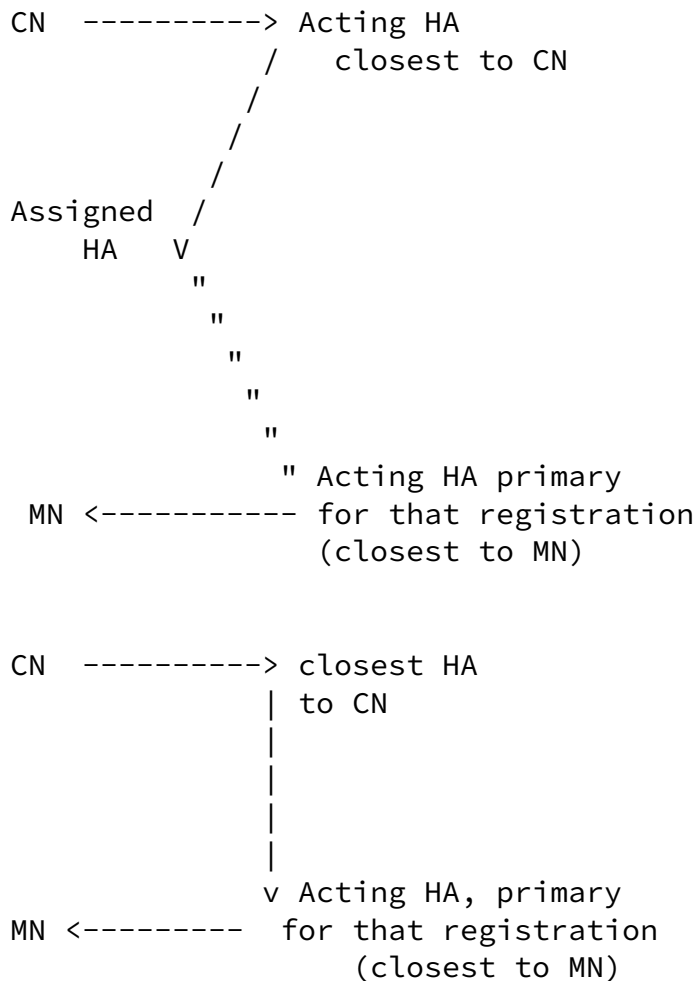 CN ----------> Acting HA
/ closest to CN
/
/
/
Assigned /
HA V
"
"
"
"
"
" Acting HA primary
MN <----------- for that registration
(closest to MN)
CN ----------> closest HA
| to CN
|
|
|
|
v Acting HA, primary
MN <--------- for that registration
(closest to MN)